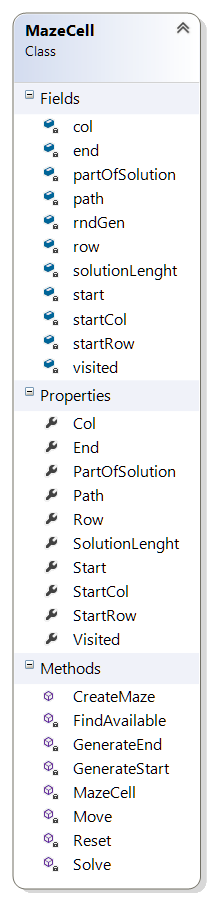 MazeCell
Class
Fields
col
end
partOfSolution
path
rndGen
row
solutionLenght
start
startCol
startRow
visited
Properties
Col
End
PartOfSolution
Path
Row
SolutionLenght
Start
StartCol
StartRow
Visited
Methods
CreateMaze
FindAvailable
GenerateEnd
GenerateStart
MazeCell
Move
Reset
Solve